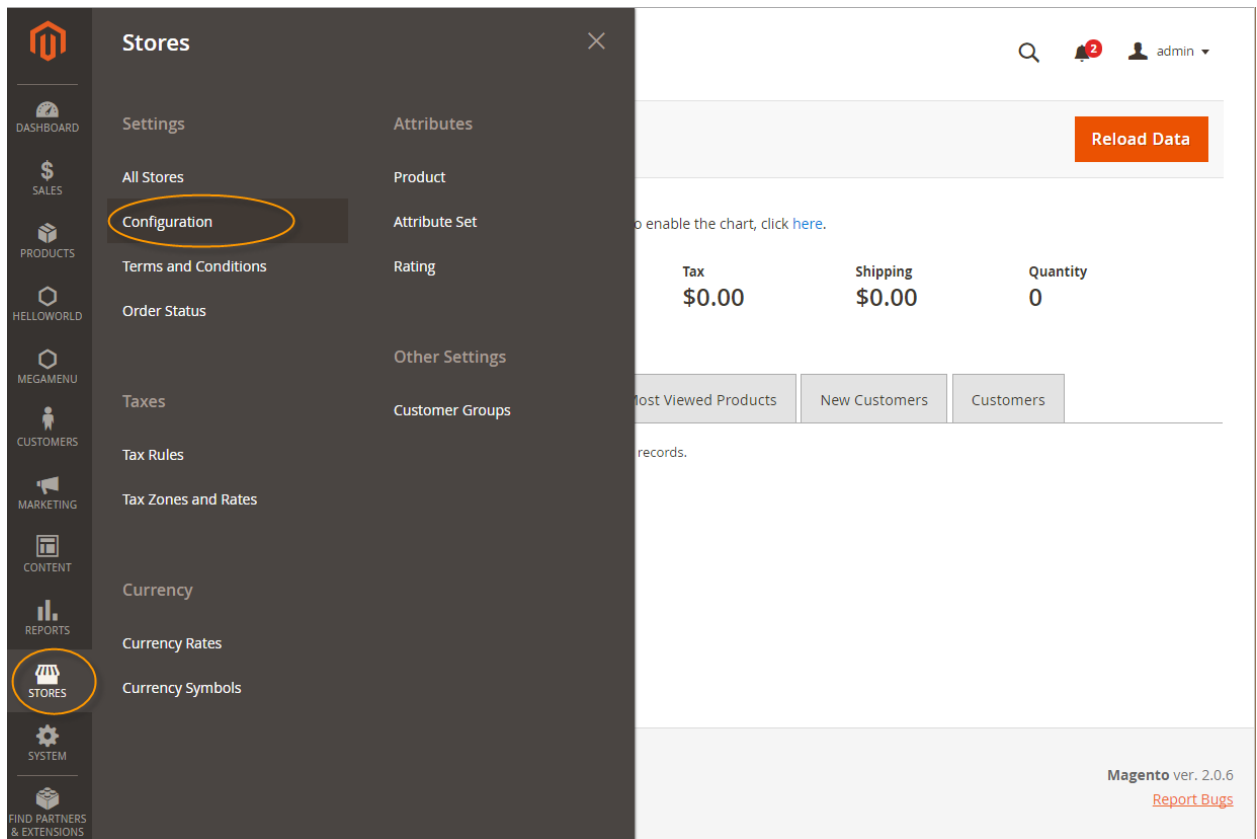 DASHBOARD
SALES
PRODUCTS
HELLOWORLD
MEGAMENU
CUSTOMERS
MARKETING
CONTENT
REPORTS
STORES
SYSTEM
FIND PARTNERS
& EXTENSIONS
Stores
Settings
All Stores
Configuration
Terms and Conditions
Order Status
Taxes
Tax Rules
Tax Zones and Rates
Currency
Currency Rates
Currency Symbols
Attributes
Product
Attribute Set
Rating
Other Settings
Customer Groups
2
admin
Reload Data
o enable the chart, click here.
Tax Shipping Quantity
$0.00 $0.00 0
Most Viewed Products New Customers Customers
records.
Magento ver. 2.0.6
Report Bugs